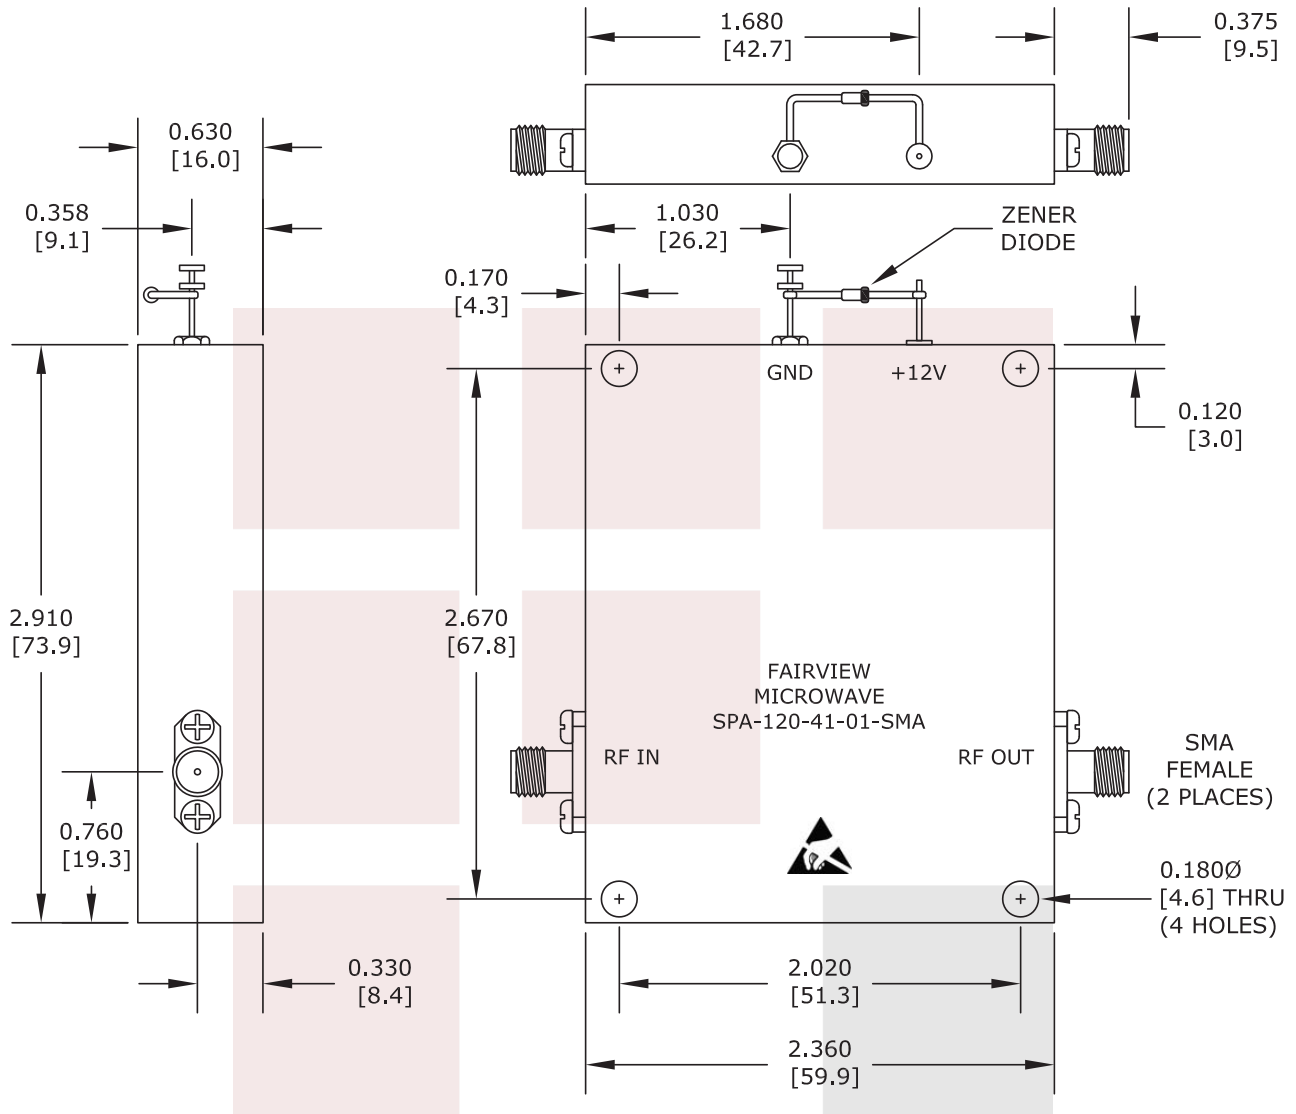 1.680
[42.7]
0.375
[9.5]
0.630
[16.0]
0.358
[9.1]
1.030
[26.2]
ZENER
DIODE
0.170
[4.3]
GND
+12V
0.120
[3.0]
2.910
[73.9]
2.670
[67.8]
FAIRVIEW
MICROWAVE
SPA-120-41-01-SMA
RF IN
RF OUT
SMA
FEMALE
(2 PLACES)
0.760
[19.3]
0.180Ø
[4.6] THRU
(4 HOLES)
0.330
[8.4]
2.020
[51.3]
2.360
[59.9]